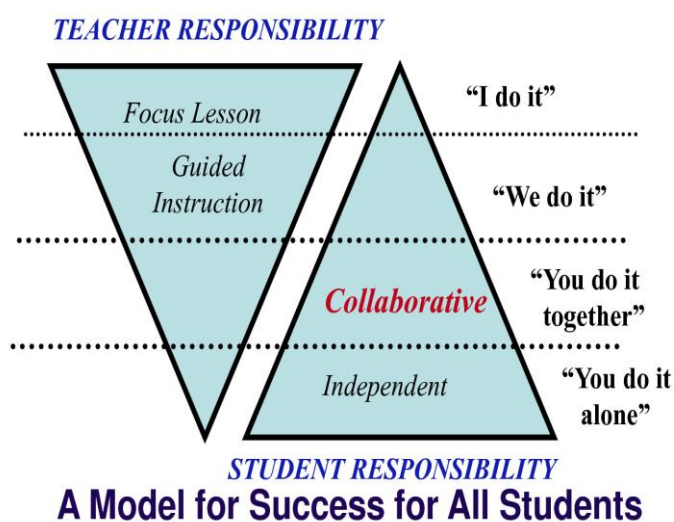 TEACHER RESPONSIBILITY
Focus Lesson
“I do it”
Guided
Instruction
“We do it”
Collaborative
“You do it
together”
Independent
“You do it
alone”
STUDENT RESPONSIBILITY
A Model for Success for All Students